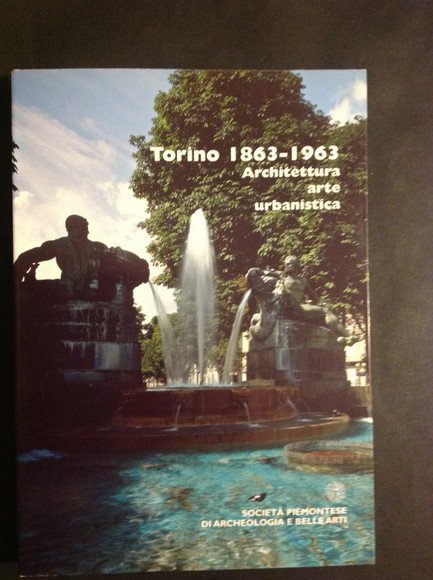 Torino 1863-1963
Architettura
arte
urbanistica
SOCIETÀ PIEMONTESE
DI ARCHEOLOGIA E BELLE ARTI